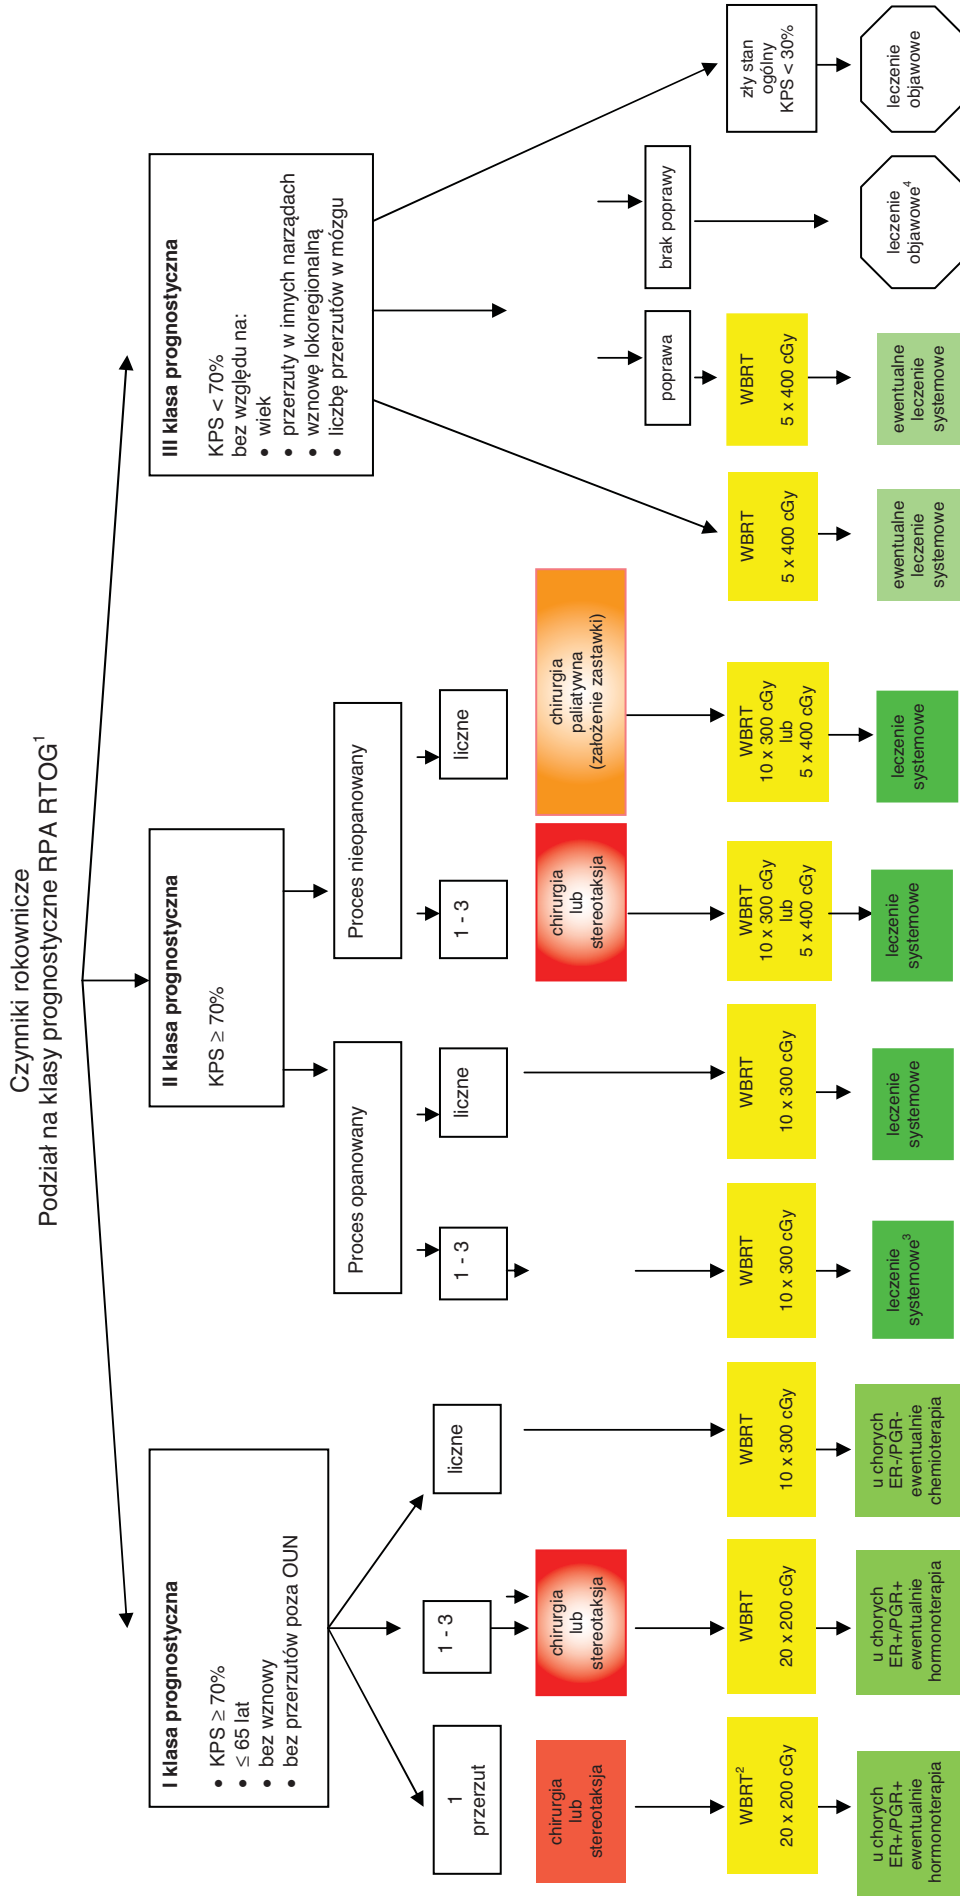 Czynniki rokownicze
Podział na klasy prognostyczne RPA RTOG¹
I klasa prognostyczna
• KPS ≥ 70%
• ≤ 65 lat
• bez wznowy
• bez przerzutów poza OUN
II klasa prognostyczna
KPS ≥ 70%
III klasa prognostyczna
KPS < 70%
bez względu na:
• wiek
• przerzuty w innych narządach
• wznowę lokoregionalną
• liczbę przerzutów w mózgu
Proces opanowany
Proces nieopanowany
1
przerzut
1 - 3
liczne
1 - 3
liczne
1 - 3
liczne
chirurgia
lub
stereotaksja
chirurgia
lub
stereotaksja
chirurgia
lub
stereotaksja
chirurgia
paliatywna
(założenie zastawki)
poprawa
brak poprawy
WBRT²
20 x 200 cGy
WBRT
20 x 200 cGy
WBRT
10 x 300 cGy
WBRT
10 x 300 cGy
WBRT
10 x 300 cGy
WBRT
10 x 300 cGy
lub
5 x 400 cGy
WBRT
10 x 300 cGy
lub
5 x 400 cGy
WBRT
5 x 400 cGy
WBRT
5 x 400 cGy
zły stan
ogólny
KPS < 30%
u chorych
ER+/PGR+
ewentualnie
hormonoterapia
u chorych
ER+/PGR+
ewentualnie
hormonoterapia
u chorych
ER-/PGR-
ewentualnie
chemioterapia
leczenie
systemowe³
leczenie
systemowe
leczenie
systemowe
leczenie
systemowe
ewentualne
leczenie
systemowe
ewentualne
leczenie
systemowe
leczenie
objawowe⁴
leczenie
objawowe